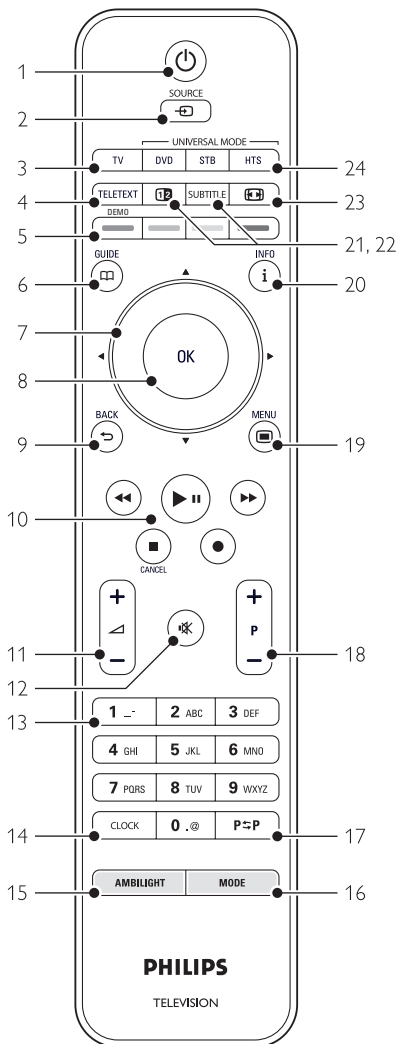 1
SOURCE
2
UNIVERSAL MODE
3 TV DVD STB HTS 24
4 TELETEXT 1 2 SUBTITLE 23
DEMO
5 21, 22
GUIDE INFO
6 i 20
7
8 OK
BACK MENU
9 19
10
CANCEL
+ +
P
11 − − 18
12
13 1 _- 2 ABC 3 DEF
4 GHI 5 JKL 6 MNO
7 PQRS 8 TUV 9 WXYZ
14 CLOCK 0 .@ P⇆P 17
15 AMBILIGHT MODE 16
PHILIPS
TELEVISION